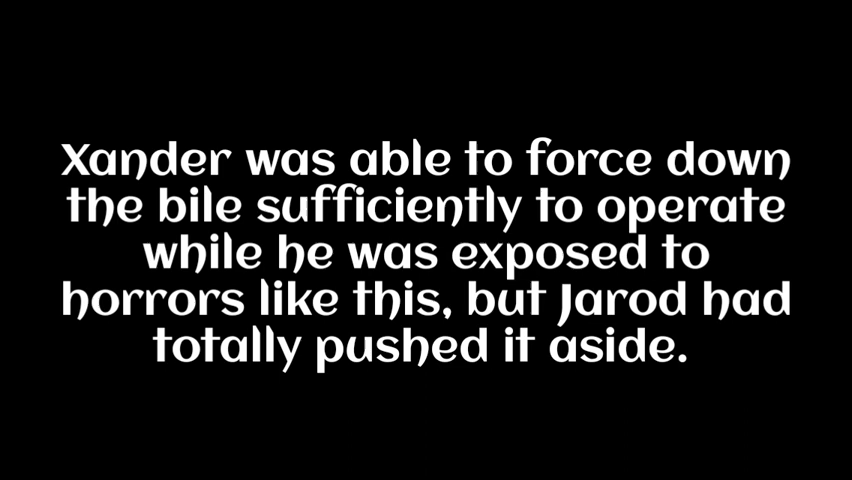 Xander was able to force down
the bile sufficiently to operate
while he was exposed to
horrors like this, but Jarod had
totally pushed it aside.